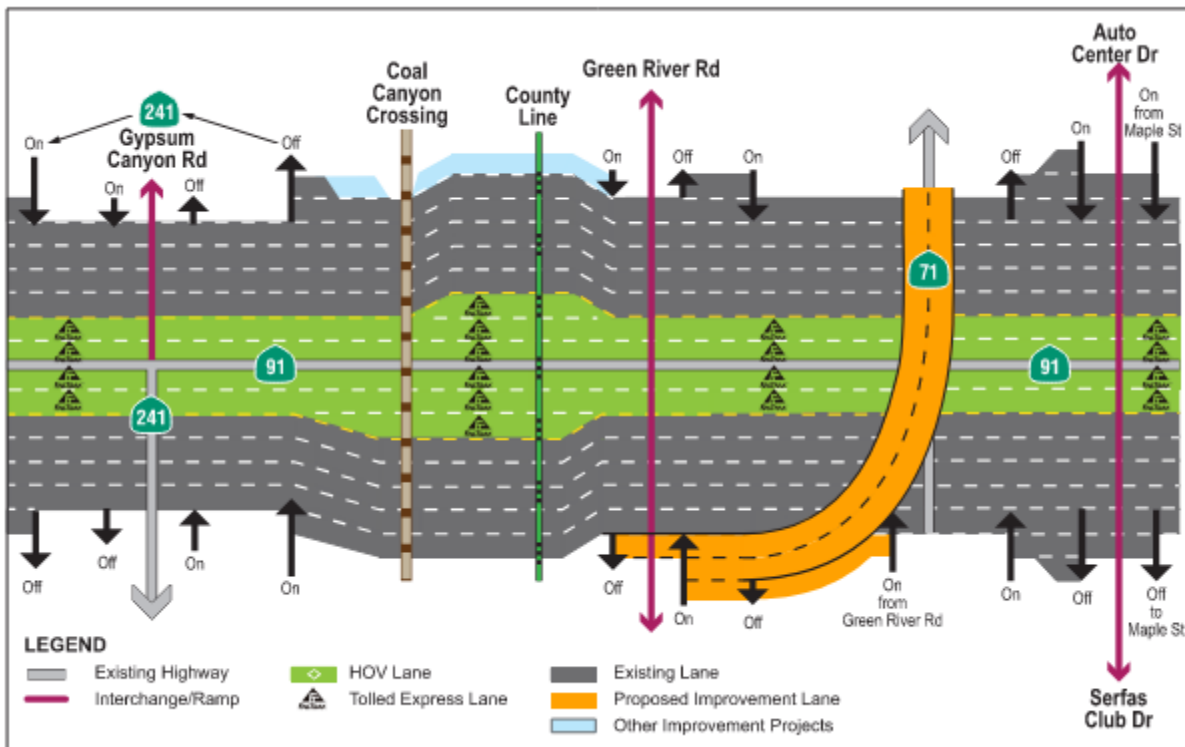 Auto
Center Dr
Green River Rd
Coal
Canyon
Crossing
County
Line
241
Gypsum
Canyon Rd
On
from
Maple St
On
Off
On
Off
On
Off
On
Off
On
On
71
91
91
241
Off
Off
On
On
Off
On
Off
On
from
Green River Rd
On
Off
Off
to
Maple St
LEGEND
Existing Highway
Interchange/Ramp
HOV Lane
Tolled Express Lane
Existing Lane
Proposed Improvement Lane
Other Improvement Projects
Serfas
Club Dr